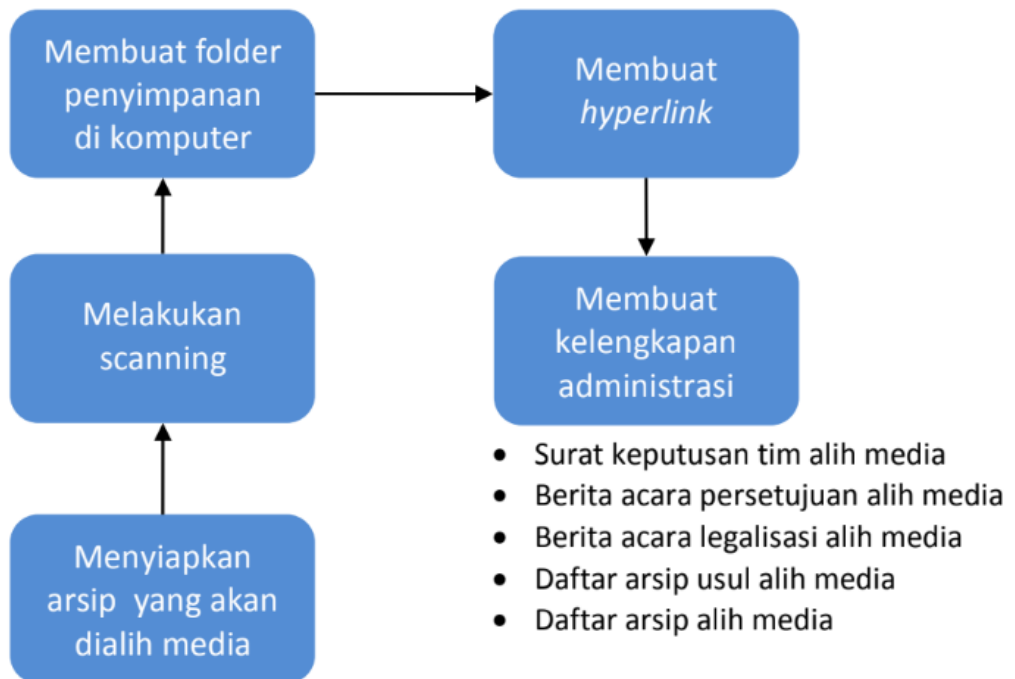 Membuat folder
penyimpanan
di komputer
Membuat
hyperlink
Melakukan
scanning
Membuat
kelengkapan
administrasi
• Surat keputusan tim alih media
• Berita acara persetujuan alih media
• Berita acara legalisasi alih media
• Daftar arsip usul alih media
• Daftar arsip alih media
Menyiapkan
arsip yang akan
dialih media